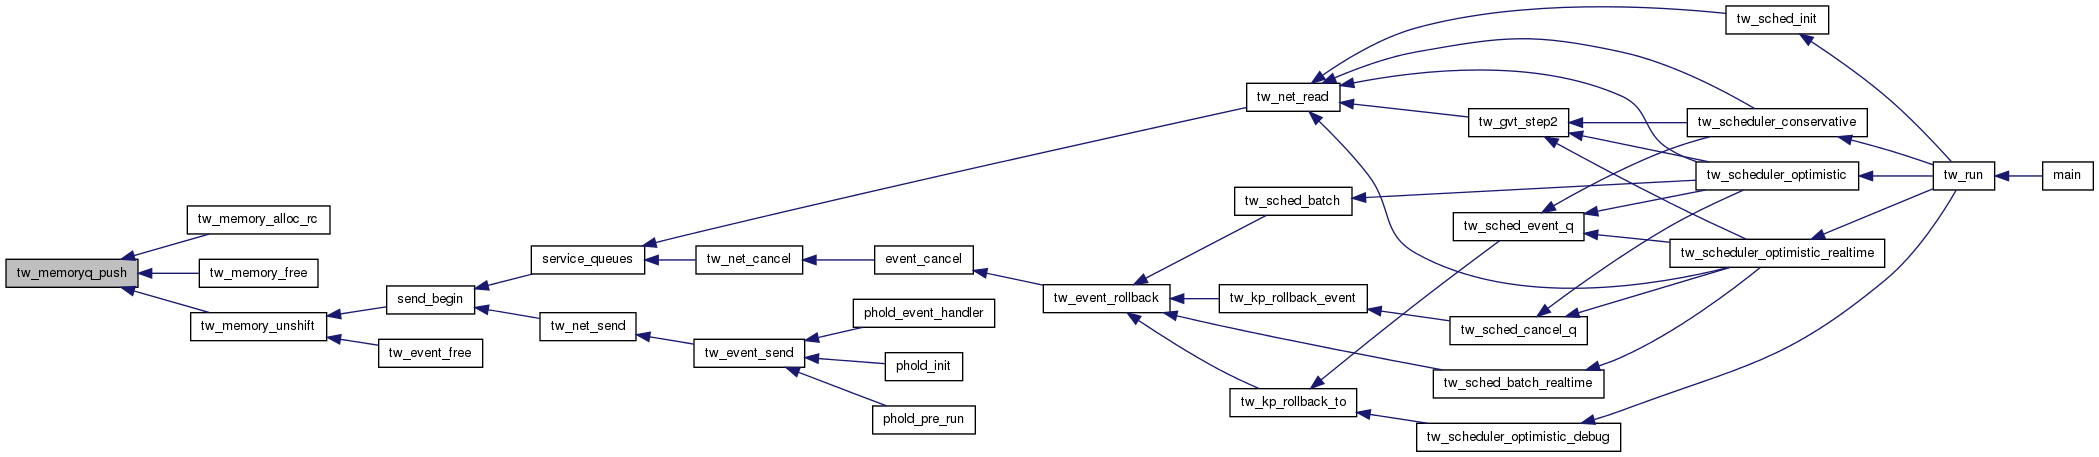 tw_memoryq_push
tw_memory_alloc_rc
tw_memory_free
tw_memory_unshift
send_begin
tw_event_free
service_queues
tw_net_send
tw_net_cancel
tw_event_send
event_cancel
phold_event_handler
phold_init
phold_pre_run
tw_event_rollback
tw_net_read
tw_sched_batch
tw_kp_rollback_event
tw_kp_rollback_to
tw_gvt_step2
tw_sched_event_q
tw_sched_cancel_q
tw_sched_batch_realtime
tw_scheduler_optimistic_debug
tw_sched_init
tw_scheduler_conservative
tw_scheduler_optimistic
tw_scheduler_optimistic_realtime
tw_run
main